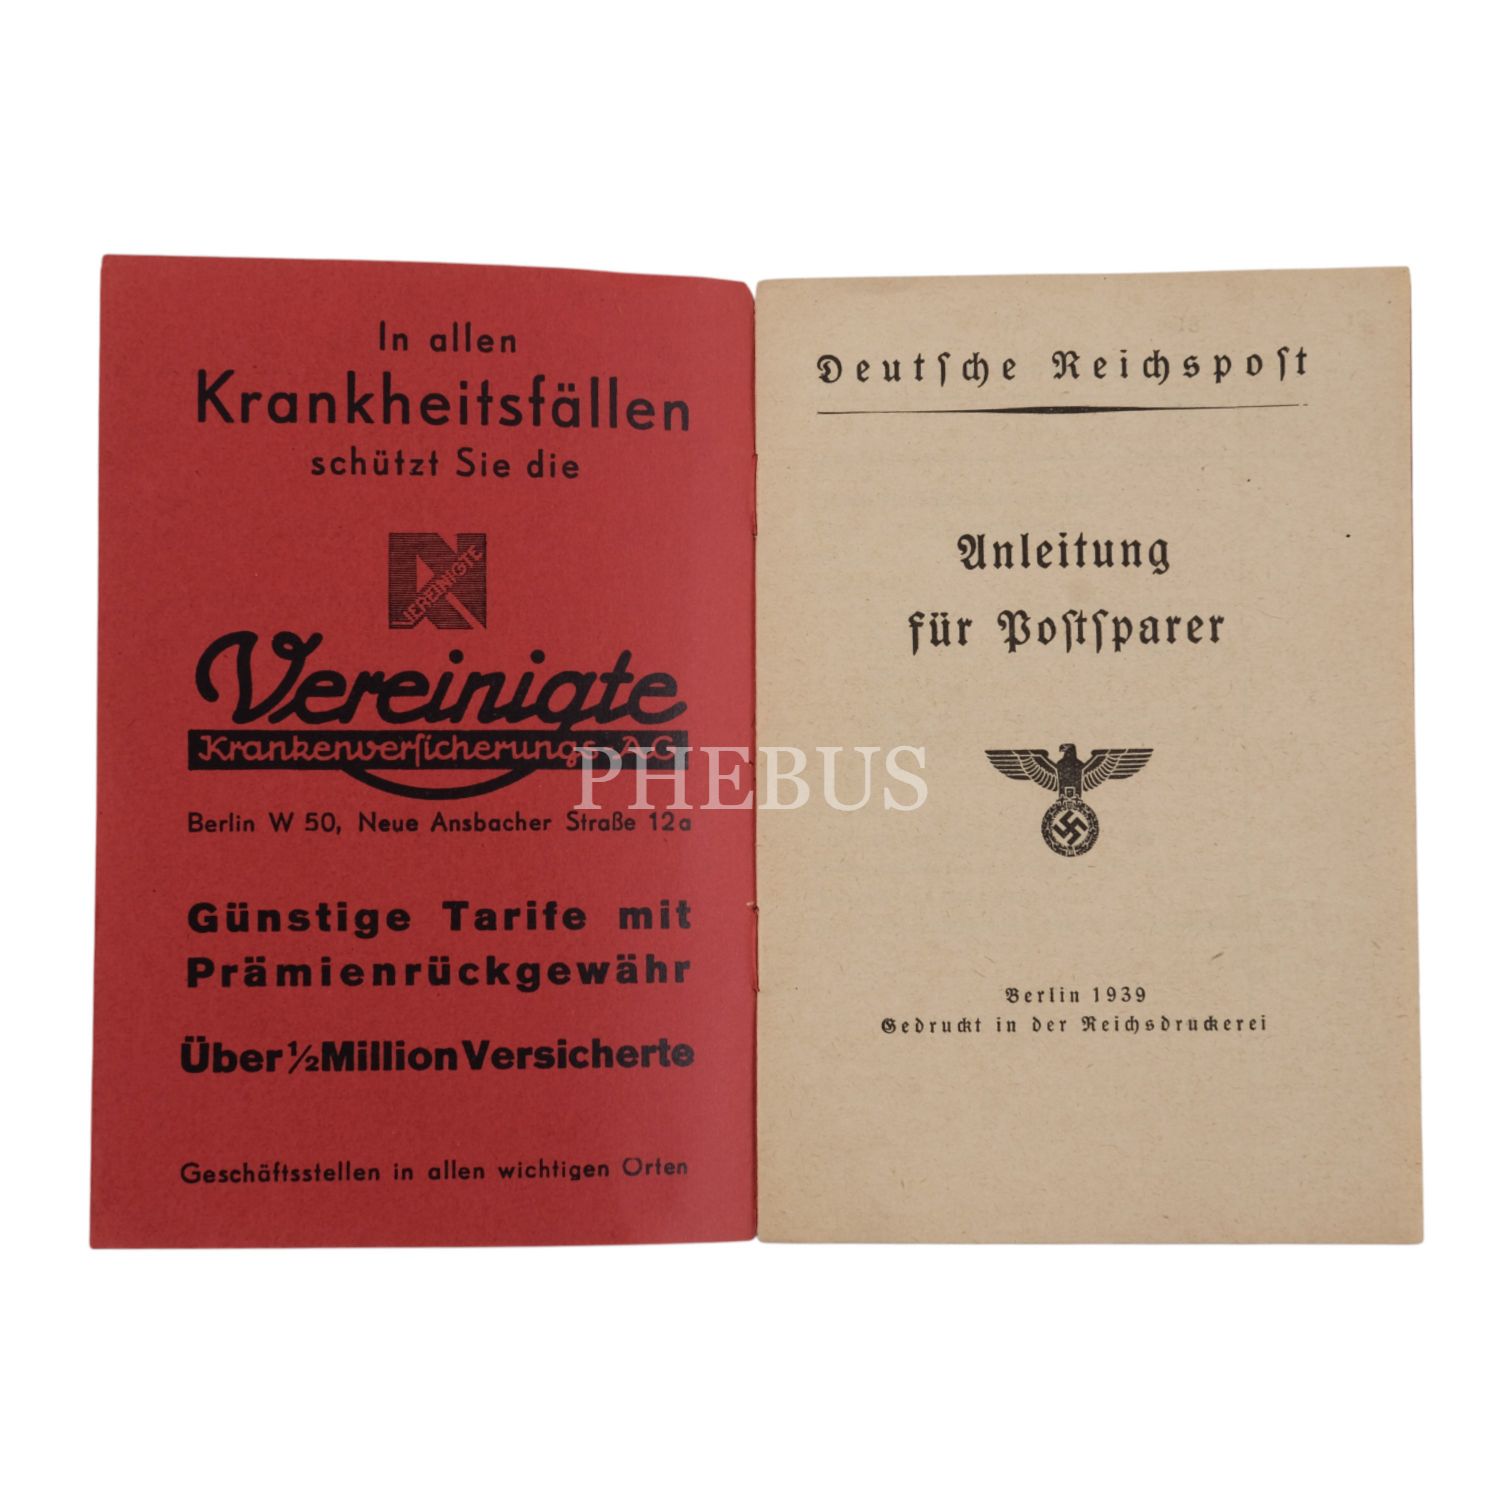 In allen
Krankheitsfällen
schützt Sie die
VEREINIGTE
Vereinigte
Krankenversicherungs-A.G.
Berlin W 50, Neue Ansbacher Straße 12a
Günstige Tarife mit
Prämienrückgewähr
Über ½ Million Versicherte
Geschäftsstellen in allen wichtigen Orten
Deutſche Reichspoſt
Anleitung
für Poſtſparer
Berlin 1939
Gedruckt in der Reichsdruckerei
PHEBUS